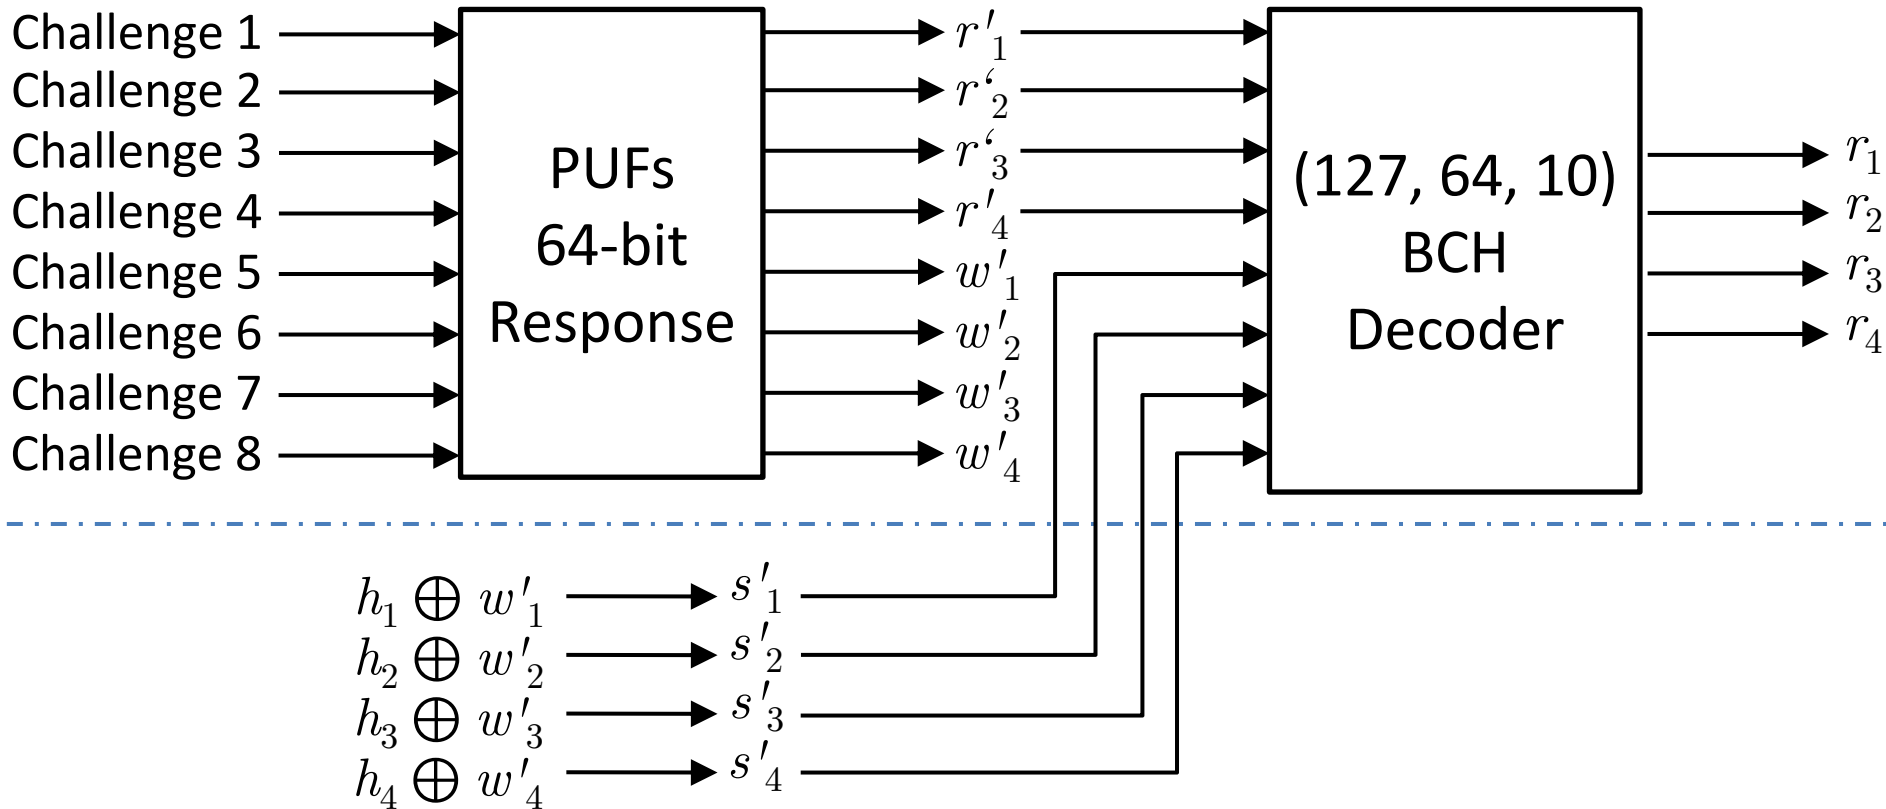 Challenge 1
Challenge 2
Challenge 3
Challenge 4
Challenge 5
Challenge 6
Challenge 7
Challenge 8
PUFs
64-bit
Response
r'₁
r‘₂
r‘₃
r'₄
w'₁
w'₂
w'₃
w'₄
(127, 64, 10)
BCH
Decoder
r₁
r₂
r₃
r₄
h₁ ⊕ w'₁ s'₁
h₂ ⊕ w'₂ s'₂
h₃ ⊕ w'₃ s'₃
h₄ ⊕ w'₄ s'₄